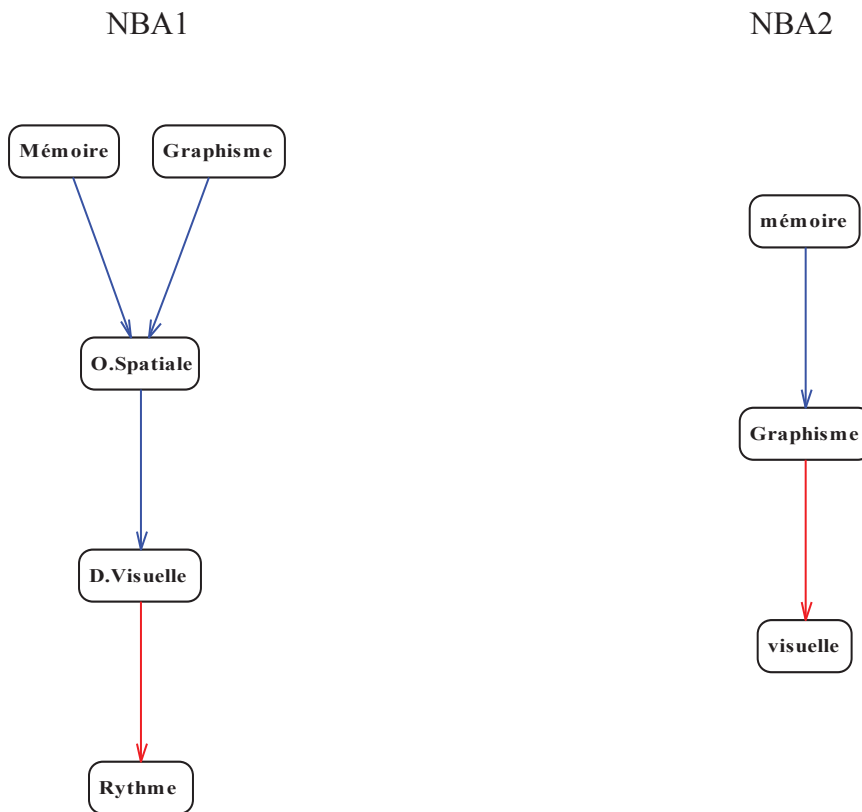 NBA1
NBA2
Mémoire
Graphisme
mémoire
O.Spatiale
Graphisme
D.Visuelle
visuelle
Rythme